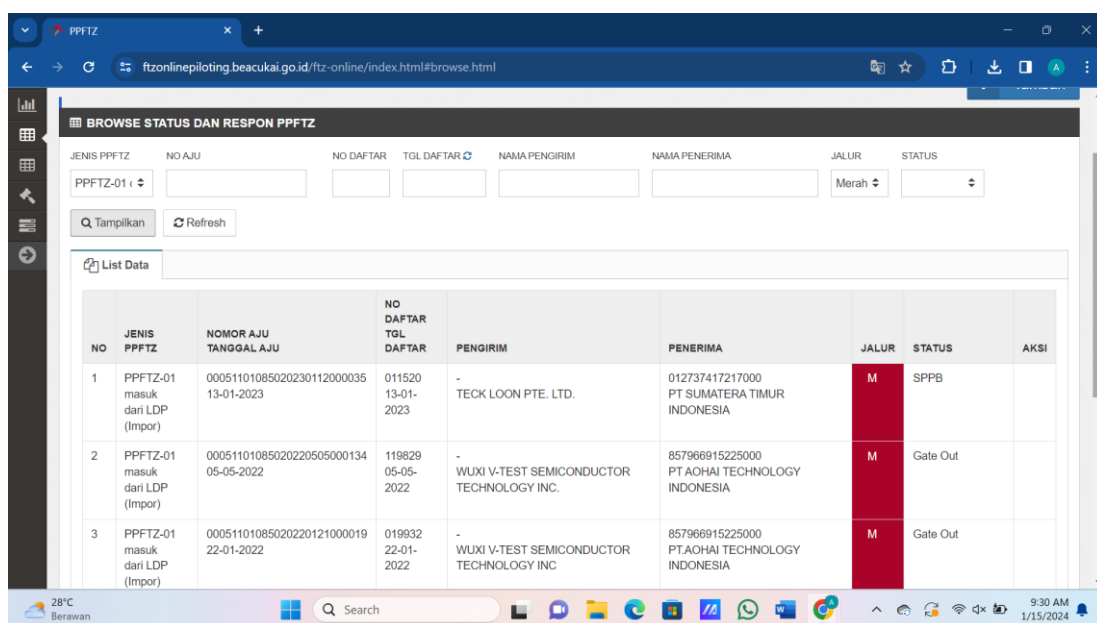 PPFTZ
ftzonlinepiloting.beacukai.go.id/ftz-online/index.html#browse.html
A
BROWSE STATUS DAN RESPON PPFTZ
JENIS PPFTZ NO AJU NO DAFTAR TGL DAFTAR NAMA PENGIRIM NAMA PENERIMA JALUR STATUS
PPFTZ-01 ( Merah
Tampilkan Refresh
List Data
NO
DAFTAR
JENIS NOMOR AJU TGL
NO PPFTZ TANGGAL AJU DAFTAR PENGIRIM PENERIMA JALUR STATUS AKSI
1 PPFTZ-01 00051101085020230112000035 011520 - 012737417217000 M SPPB
masuk 13-01-2023 13-01- TECK LOON PTE. LTD. PT SUMATERA TIMUR
dari LDP 2023 INDONESIA
(Impor)
2 PPFTZ-01 00051101085020220505000134 119829 - 857966915225000 M Gate Out
masuk 05-05-2022 05-05- WUXI V-TEST SEMICONDUCTOR PT AOHAI TECHNOLOGY
dari LDP 2022 TECHNOLOGY INC. INDONESIA
(Impor)
3 PPFTZ-01 00051101085020220121000019 019932 - 857966915225000 M Gate Out
masuk 22-01-2022 22-01- WUXI V-TEST SEMICONDUCTOR PT.AOHAI TECHNOLOGY
dari LDP 2022 TECHNOLOGY INC INDONESIA
(Impor)
28°C
Berawan
Search
9:30 AM
1/15/2024